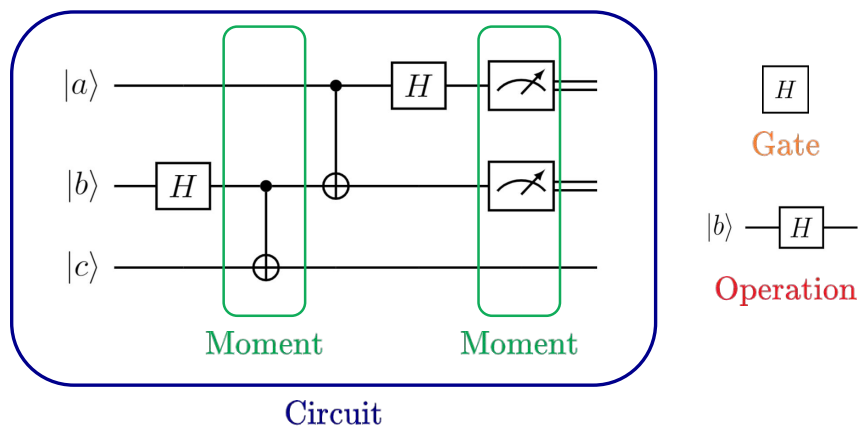 |a⟩
H
|b⟩
H
|c⟩
Moment
Moment
Circuit
H
Gate
|b⟩
H
Operation